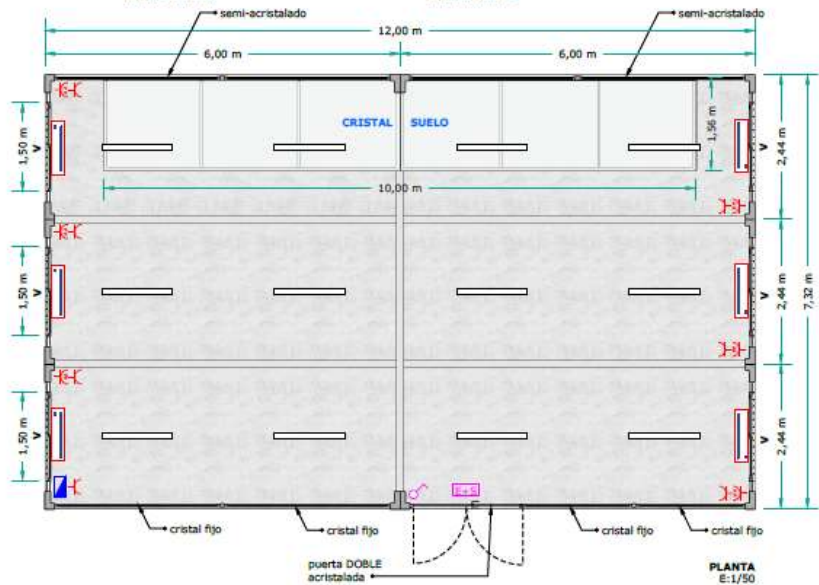 semi-acristalado
semi-acristalado
12,00 m
6,00 m
6,00 m
CRISTAL SUELO
1,50 m
V
1,56 m
V
2,44 m
10,00 m
1,50 m
V
V
2,44 m
7,32 m
1,50 m
V
V
2,44 m
E+S
E
cristal fijo
cristal fijo
cristal fijo
cristal fijo
puerta DOBLE
acristalada
PLANTA
E:1/50